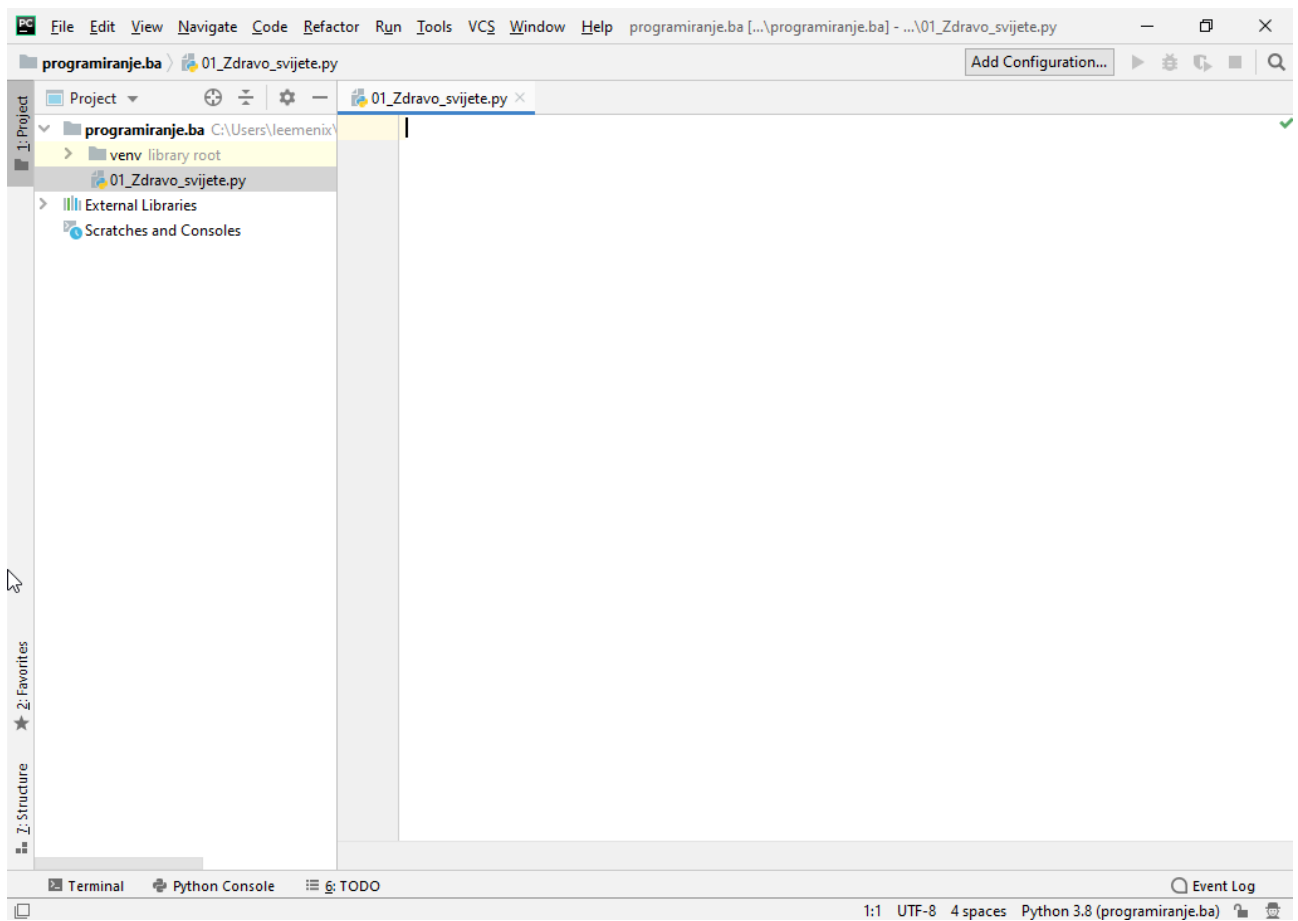 PC File Edit View Navigate Code Refactor Run Tools VCS Window Help programiranje.ba [...\programiranje.ba] - ...\01_Zdravo_svijete.py
programiranje.ba 01_Zdravo_svijete.py Add Configuration...
1: Project
Project
01_Zdravo_svijete.py
programiranje.ba C:\Users\leemenix\
venv library root
01_Zdravo_svijete.py
External Libraries
Scratches and Consoles
2: Favorites
7: Structure
Terminal Python Console 6: TODO Event Log
1:1 UTF-8 4 spaces Python 3.8 (programiranje.ba)